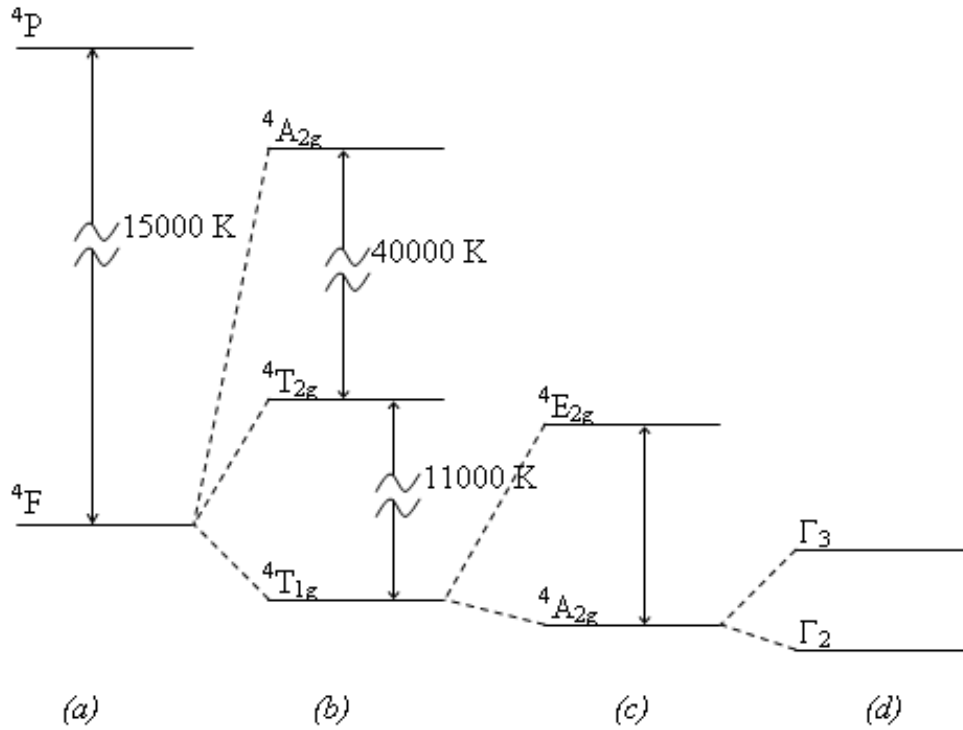 ⁴P
⁴A₂g
15000 K
40000 K
⁴T₂g
⁴E₂g
11000 K
⁴F
Γ₃
⁴T₁g
⁴A₂g
Γ₂
(a) (b) (c) (d)